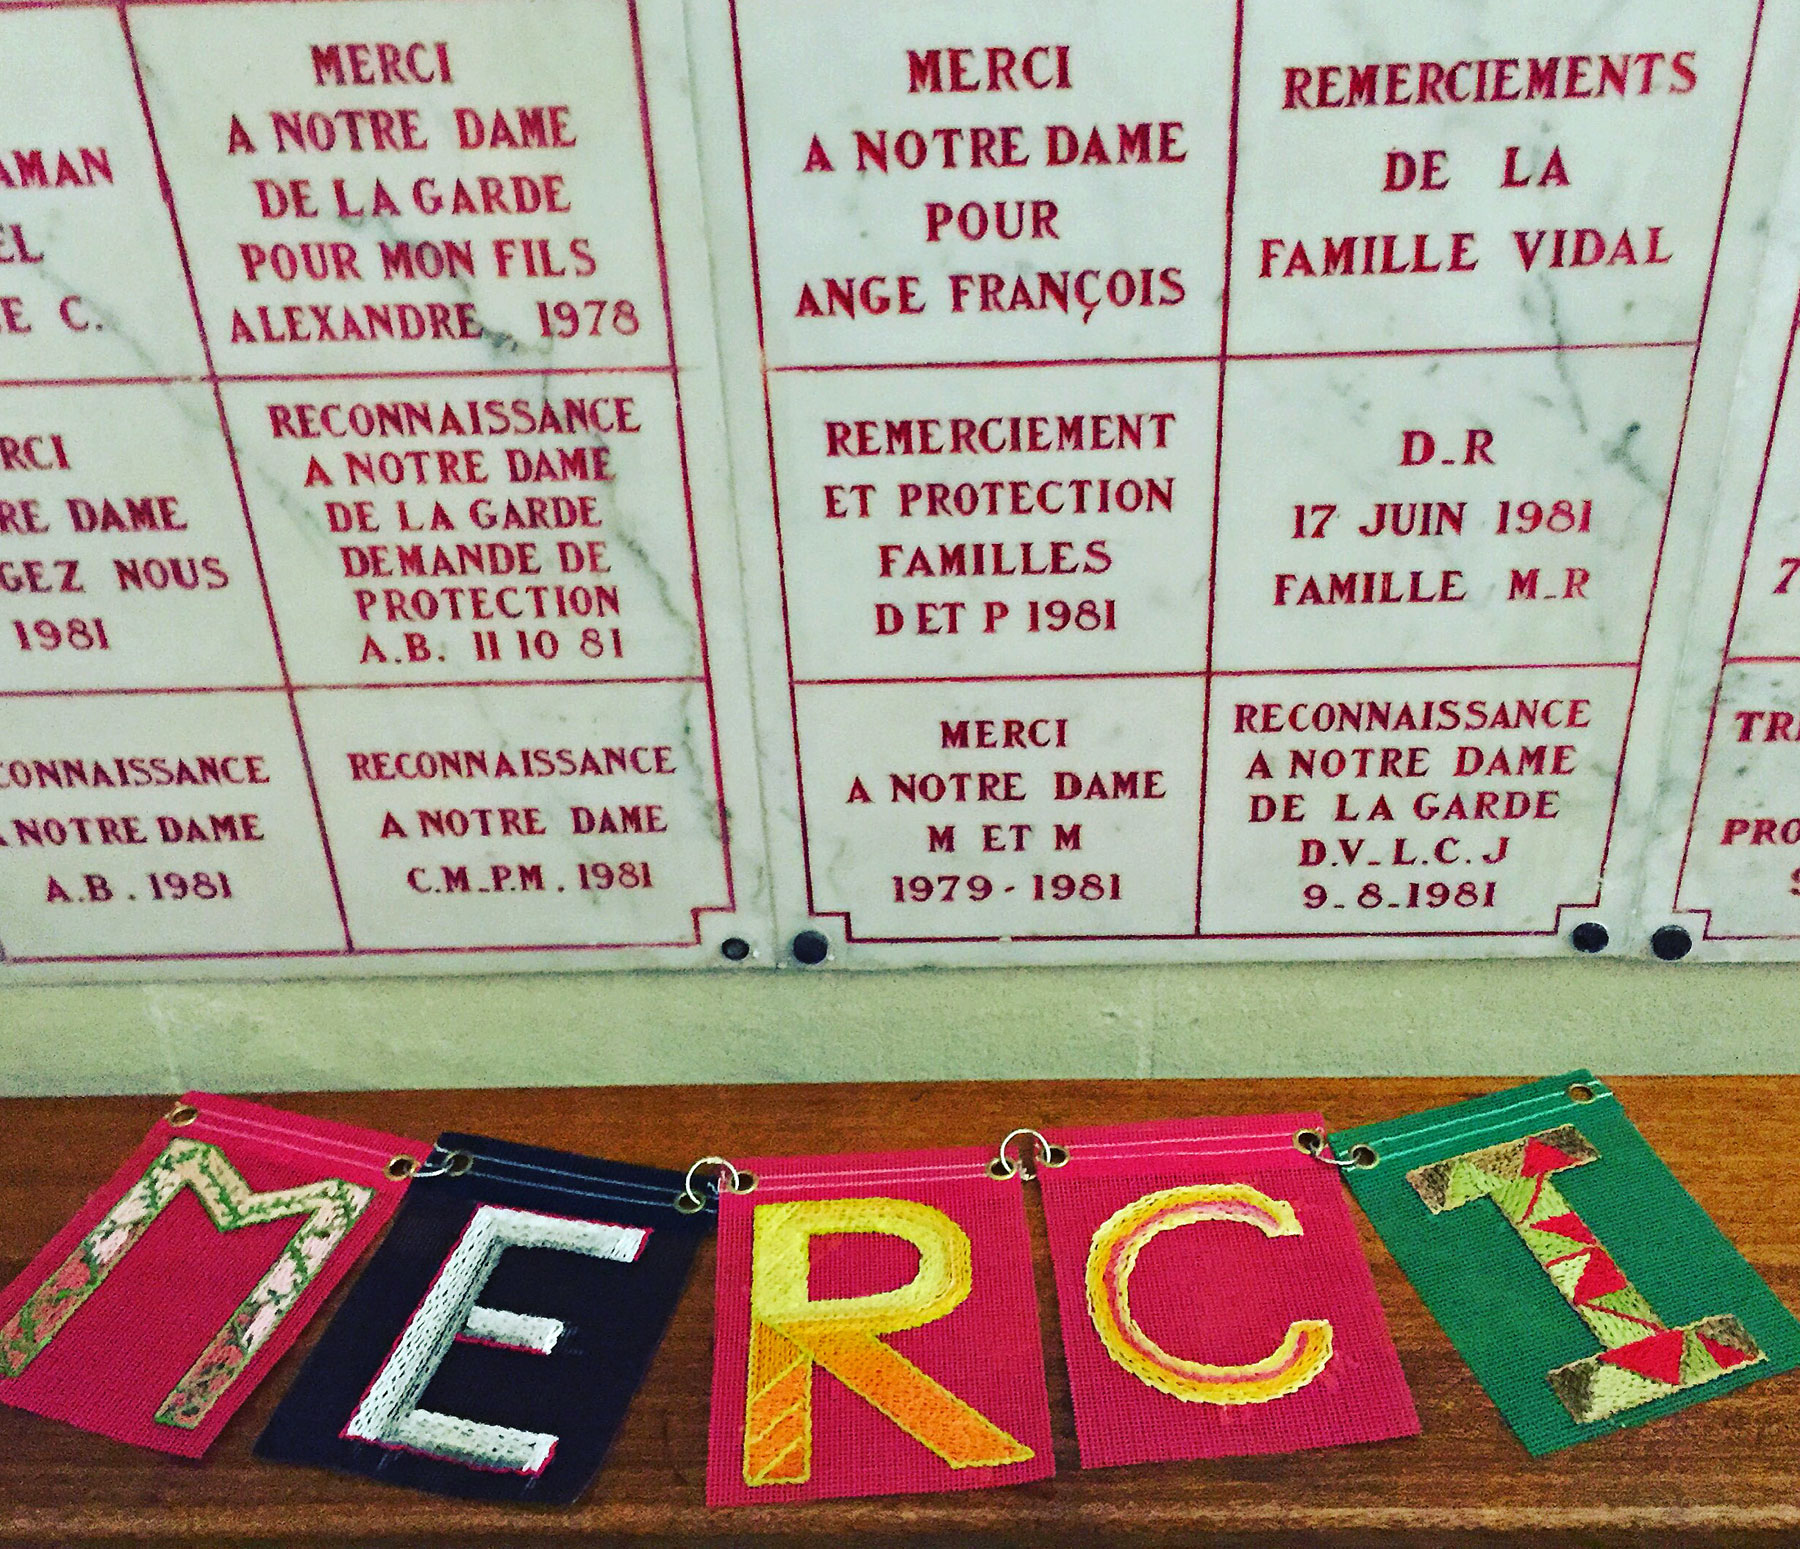 MERCI
A NOTRE DAME
DE LA GARDE
POUR MON FILS
ALEXANDRE 1978
MERCI
A NOTRE DAME
POUR
ANGE FRANÇOIS
REMERCIEMENTS
DE LA
FAMILLE VIDAL
AMAN
EL
E C.
RCI
RE DAME
GEZ NOUS
1981
RECONNAISSANCE
A NOTRE DAME
DE LA GARDE
DEMANDE DE
PROTECTION
A.B. 11 10 81
REMERCIEMENT
ET PROTECTION
FAMILLES
D ET P 1981
D_R
17 JUIN 1981
FAMILLE M_R
7
CONNAISSANCE
A NOTRE DAME
A.B. 1981
RECONNAISSANCE
A NOTRE DAME
C.M_P.M. 1981
MERCI
A NOTRE DAME
M ET M
1979-1981
RECONNAISSANCE
A NOTRE DAME
DE LA GARDE
D.V_L.C.J
9_8_1981
TR
PRO
MERCI